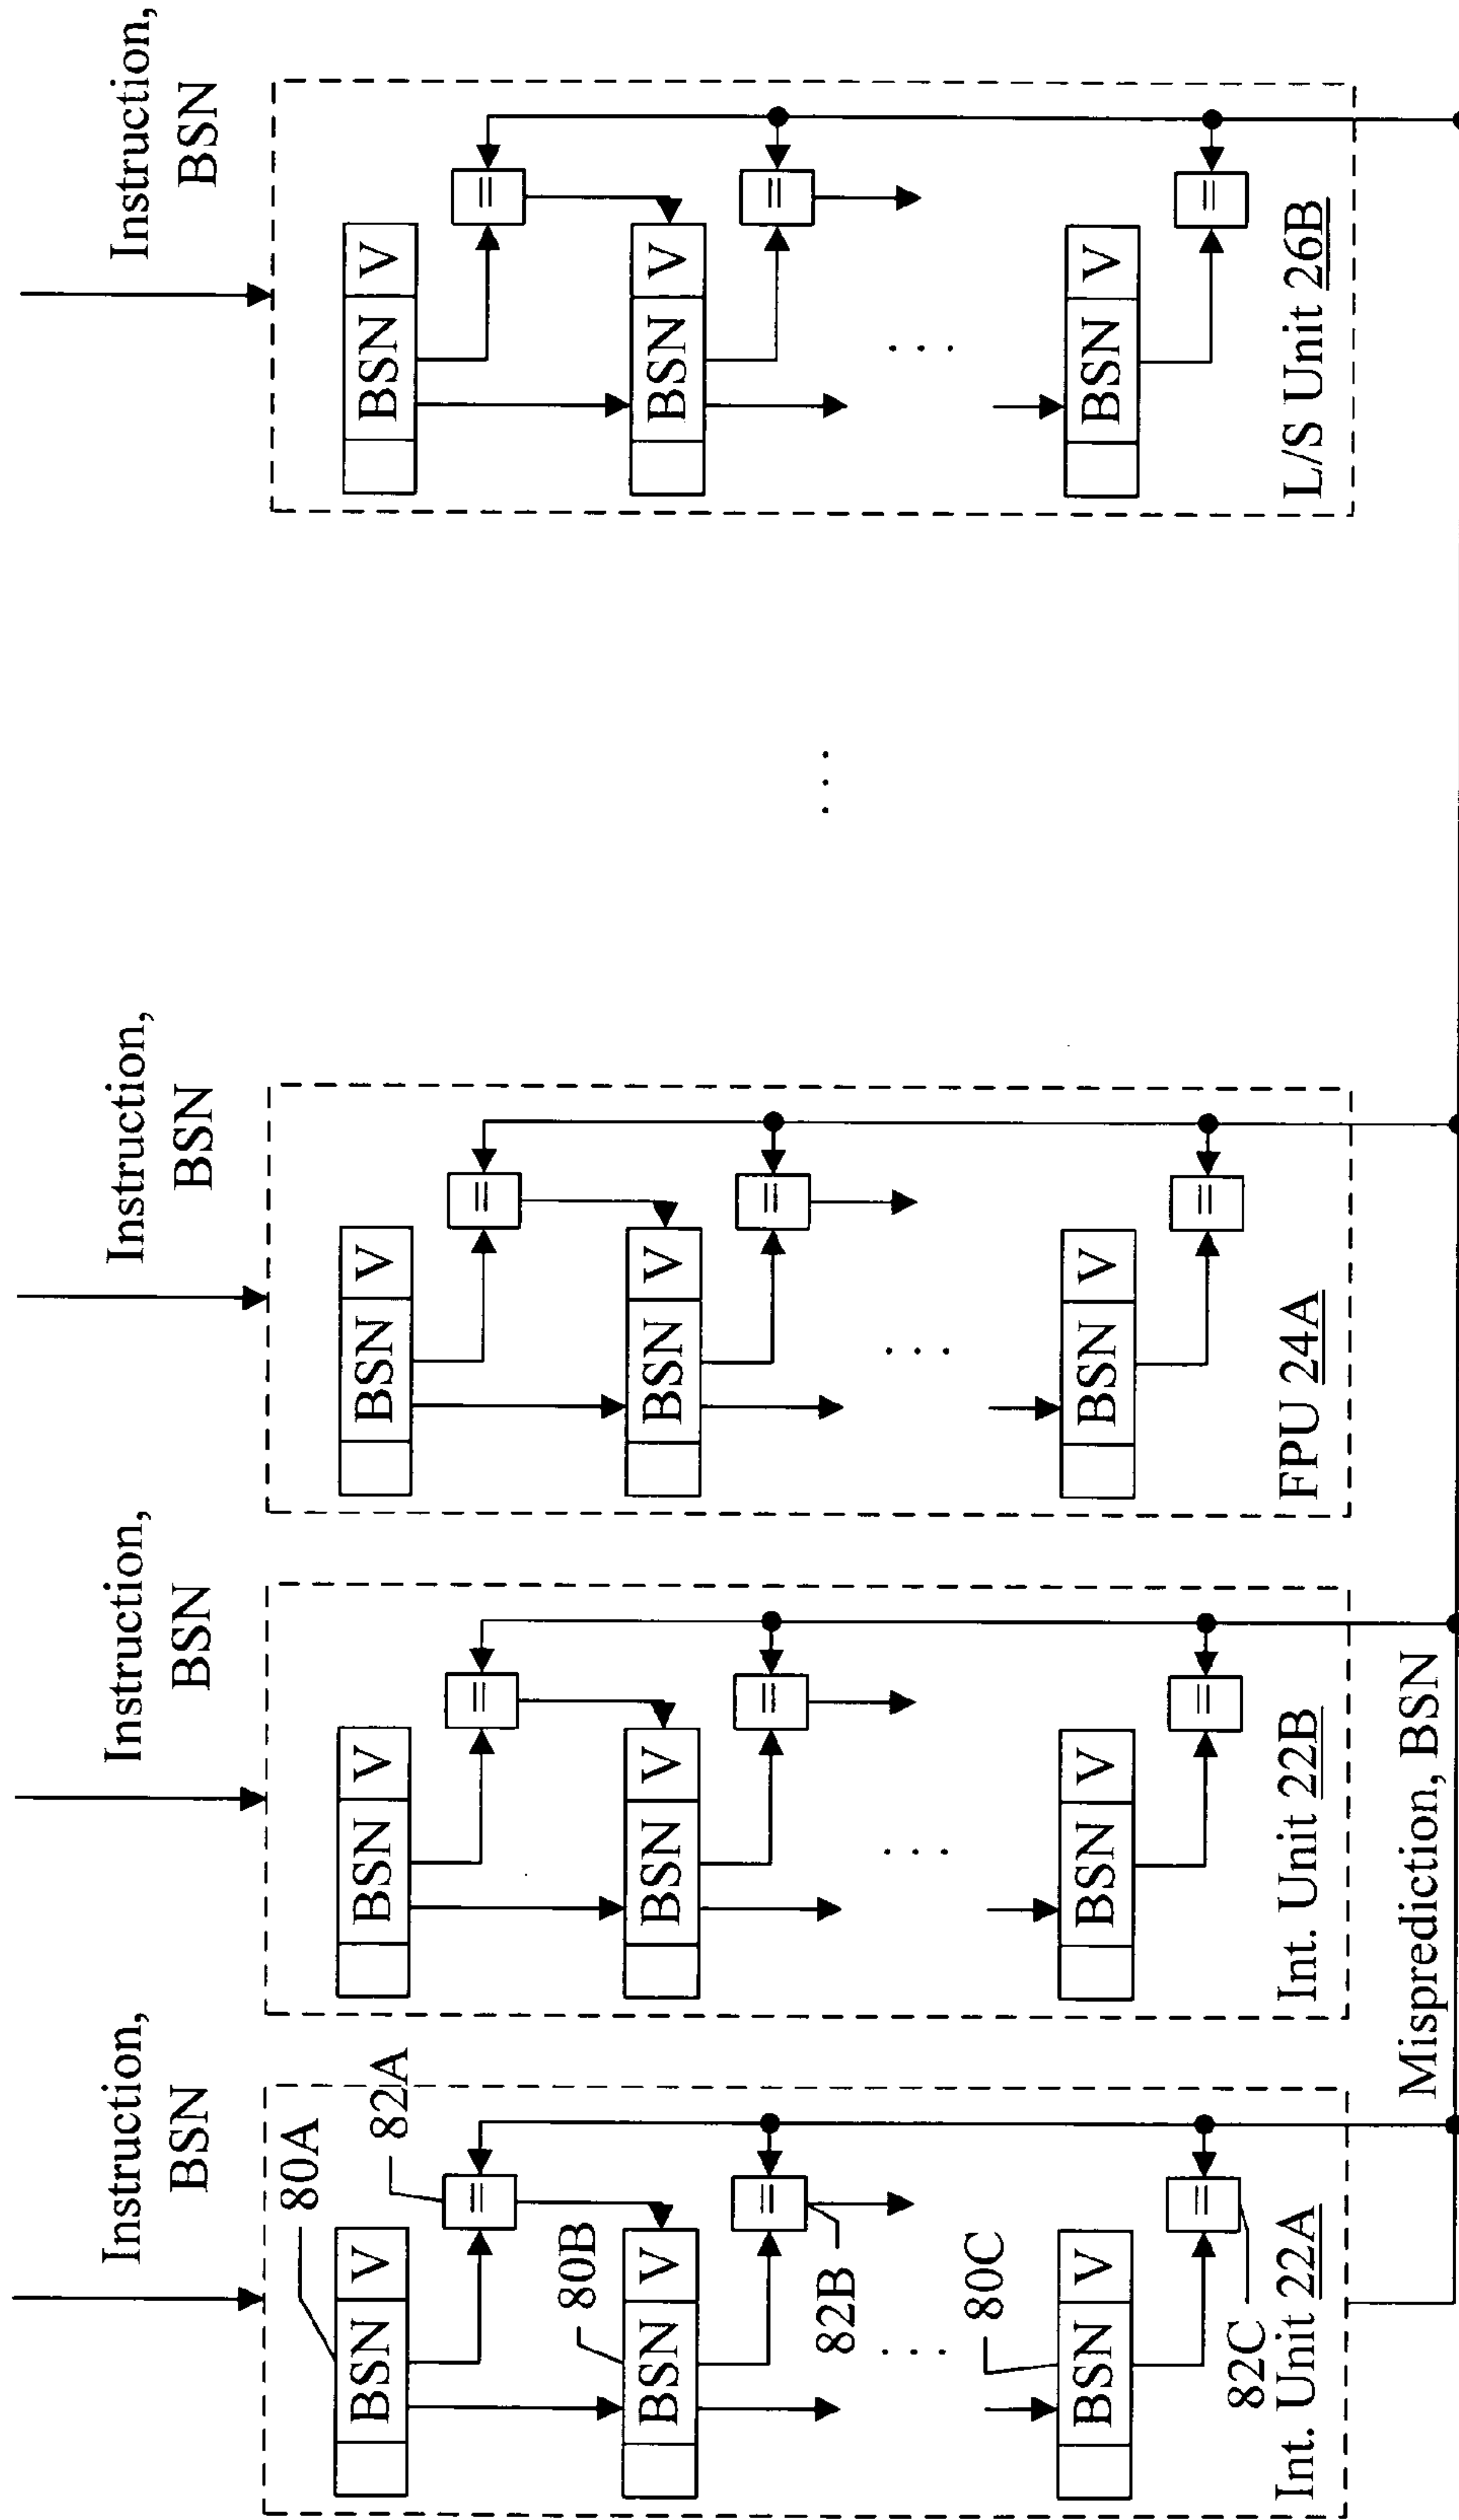 Instruction,
BSN
80A
82A
BSN V
=
80B
BSN V
=
82B
. . .
80C
BSN V
=
82C
Int. Unit 22A
Instruction,
BSN
BSN V
=
BSN V
=
. . .
BSN V
=
Int. Unit 22B
Misprediction, BSN
Instruction,
BSN
BSN V
=
BSN V
=
. . .
BSN V
=
FPU 24A
. . .
Instruction,
BSN
BSN V
=
BSN V
=
. . .
BSN V
=
L/S Unit 26B